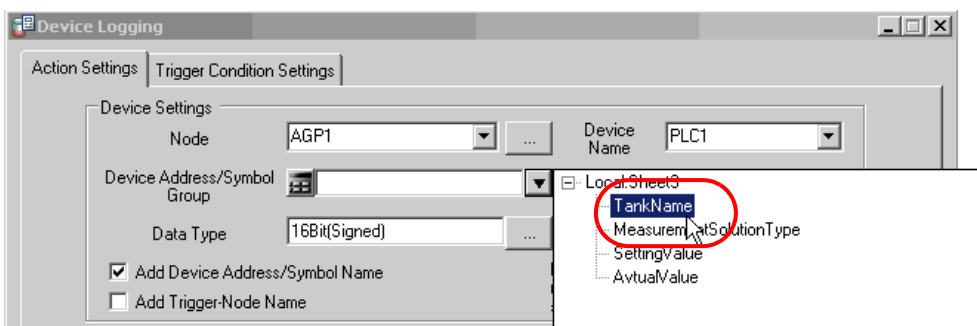 Device Logging
Action Settings Trigger Condition Settings
Device Settings
Node AGP1 ... Device Name PLC1
Device Address/Symbol Group
Local:Sheet3
TankName
Data Type 16Bit(Signed) ...
MeasurementSolutionType
SettingValue
Add Device Address/Symbol Name
AvtualValue
Add Trigger-Node Name